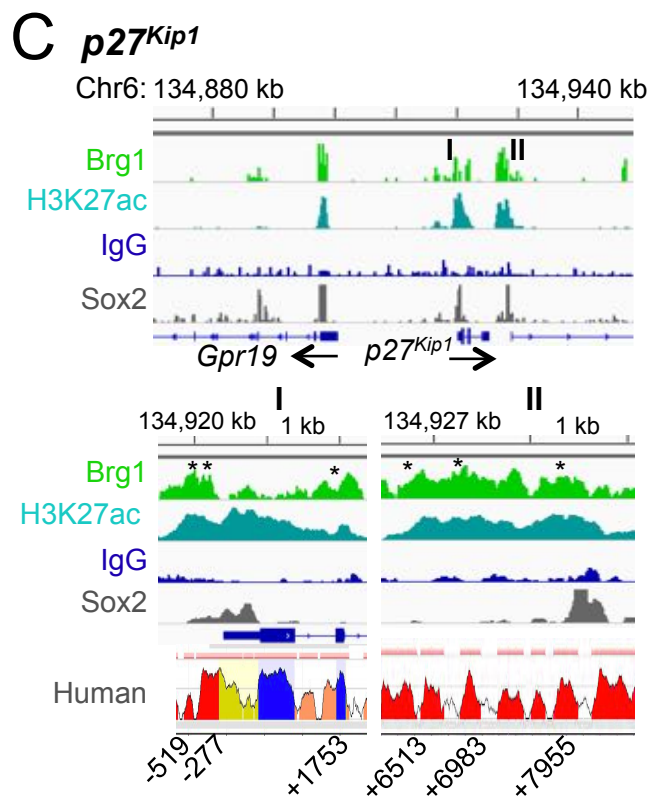 C p27Kip1
Chr6: 134,880 kb 134,940 kb
Brg1 I II
H3K27ac
IgG
Sox2
Gpr19 p27Kip1
I II
134,920 kb 1 kb 134,927 kb 1 kb
Brg1 ** * * * *
H3K27ac
IgG
Sox2
Human
-519 -277 +1753 +6513 +6983 +7955